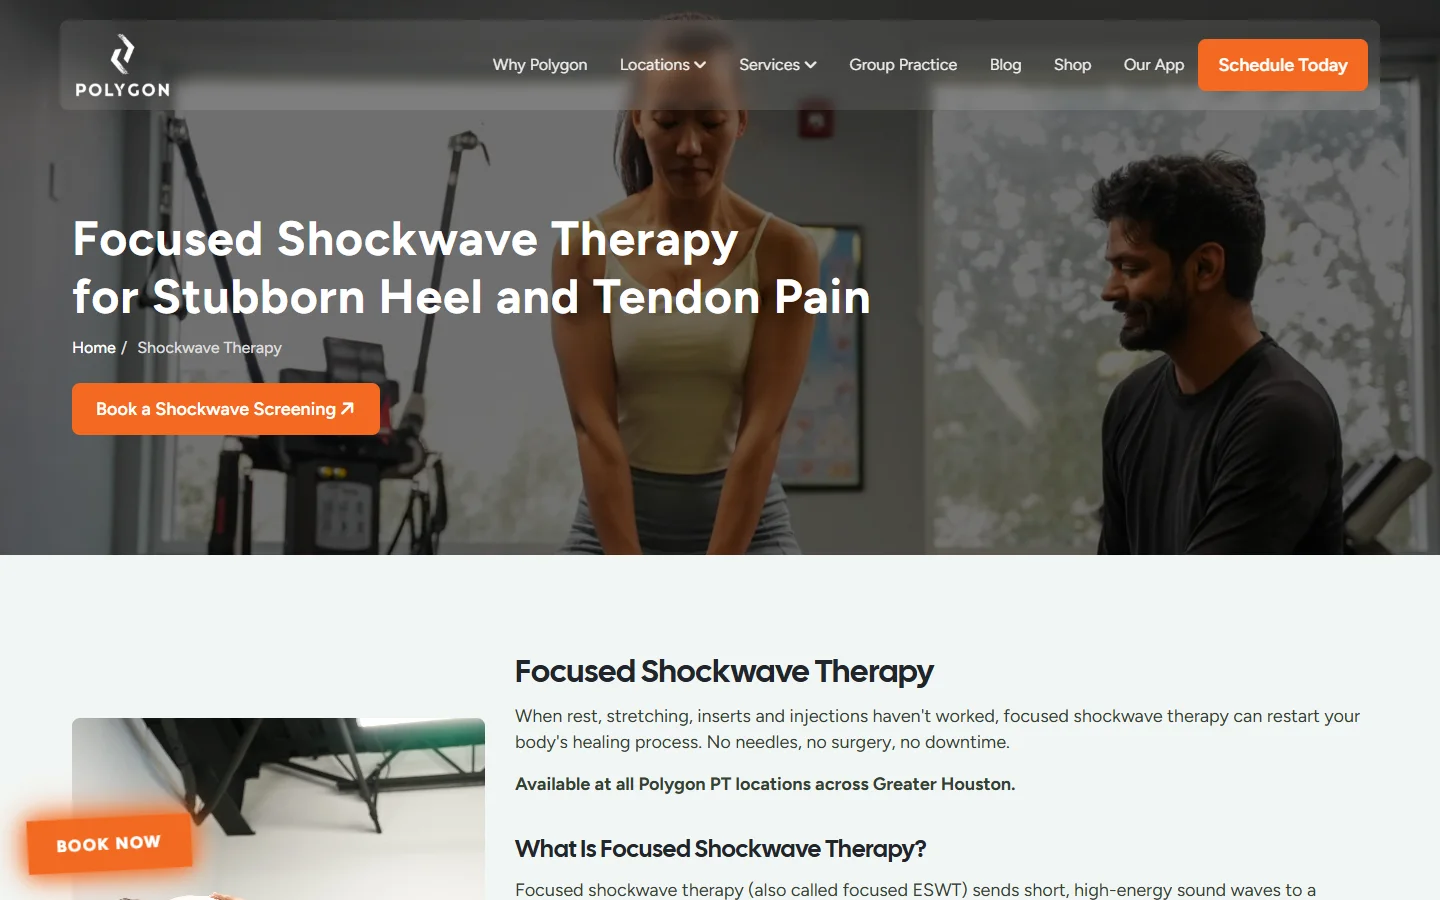 POLYGON
Why Polygon
Locations
Services
Group Practice
Blog
Shop
Our App
Schedule Today
Focused Shockwave Therapy
for Stubborn Heel and Tendon Pain
Home / Shockwave Therapy
Book a Shockwave Screening
Focused Shockwave Therapy
When rest, stretching, inserts and injections haven't worked, focused shockwave therapy can restart your
body's healing process. No needles, no surgery, no downtime.
Available at all Polygon PT locations across Greater Houston.
BOOK NOW
What Is Focused Shockwave Therapy?
Focused shockwave therapy (also called focused ESWT) sends short, high-energy sound waves to a